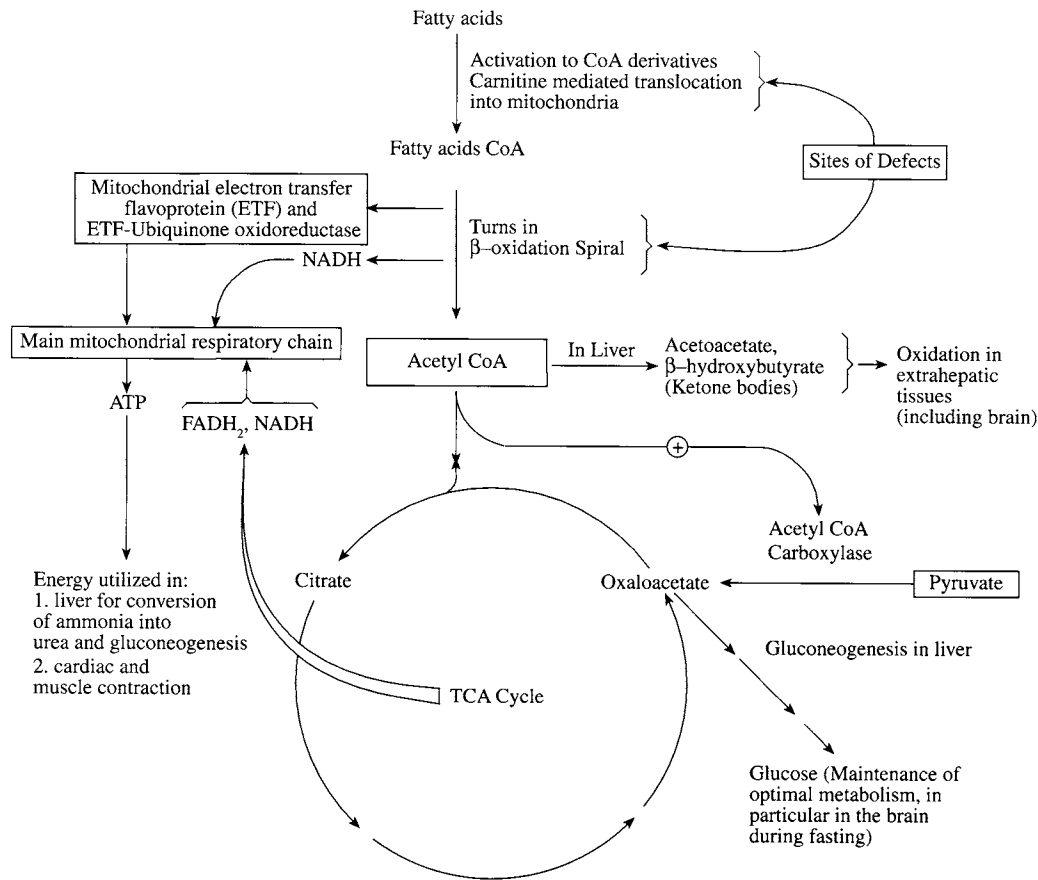 Fatty acids
Activation to CoA derivatives
Carnitine mediated translocation
into mitochondria
Fatty acids CoA
Sites of Defects
Mitochondrial electron transfer
flavoprotein (ETF) and
ETF-Ubiquinone oxidoreductase
Turns in
β–oxidation Spiral
NADH
Main mitochondrial respiratory chain
Acetyl CoA
In Liver
Acetoacetate,
β–hydroxybutyrate
(Ketone bodies)
Oxidation in
extrahepatic
tissues
(including brain)
ATP
FADH₂, NADH
+
Acetyl CoA
Carboxylase
Energy utilized in:
1. liver for conversion
of ammonia into
urea and gluconeogenesis
2. cardiac and
muscle contraction
Citrate
Oxaloacetate
Pyruvate
Gluconeogenesis in liver
TCA Cycle
Glucose (Maintenance of
optimal metabolism, in
particular in the brain
during fasting)